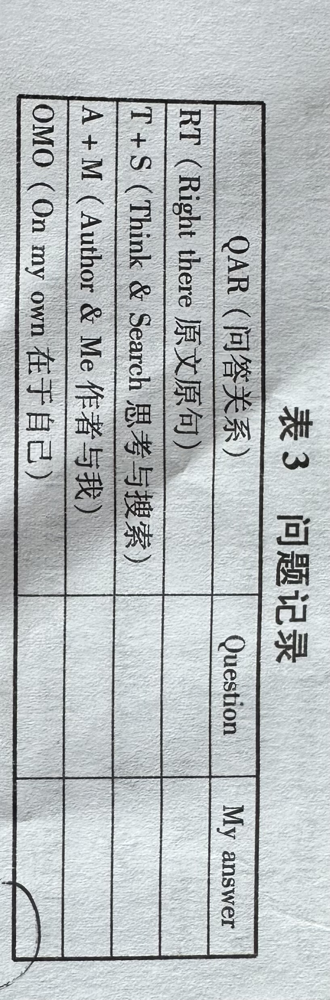 表3 问题记录
QAR（问答关系） Question My answer
RT（Right there 原文原句）
T + S（Think & Search 思考与搜索）
A + M（Author & Me 作者与我）
OMO（On my own 在于自己）